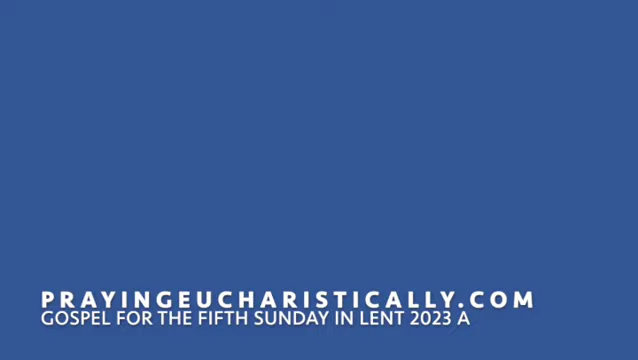 PRAYINGEUCHARISTICALLY.COM
GOSPEL FOR THE FIFTH SUNDAY IN LENT 2023 A